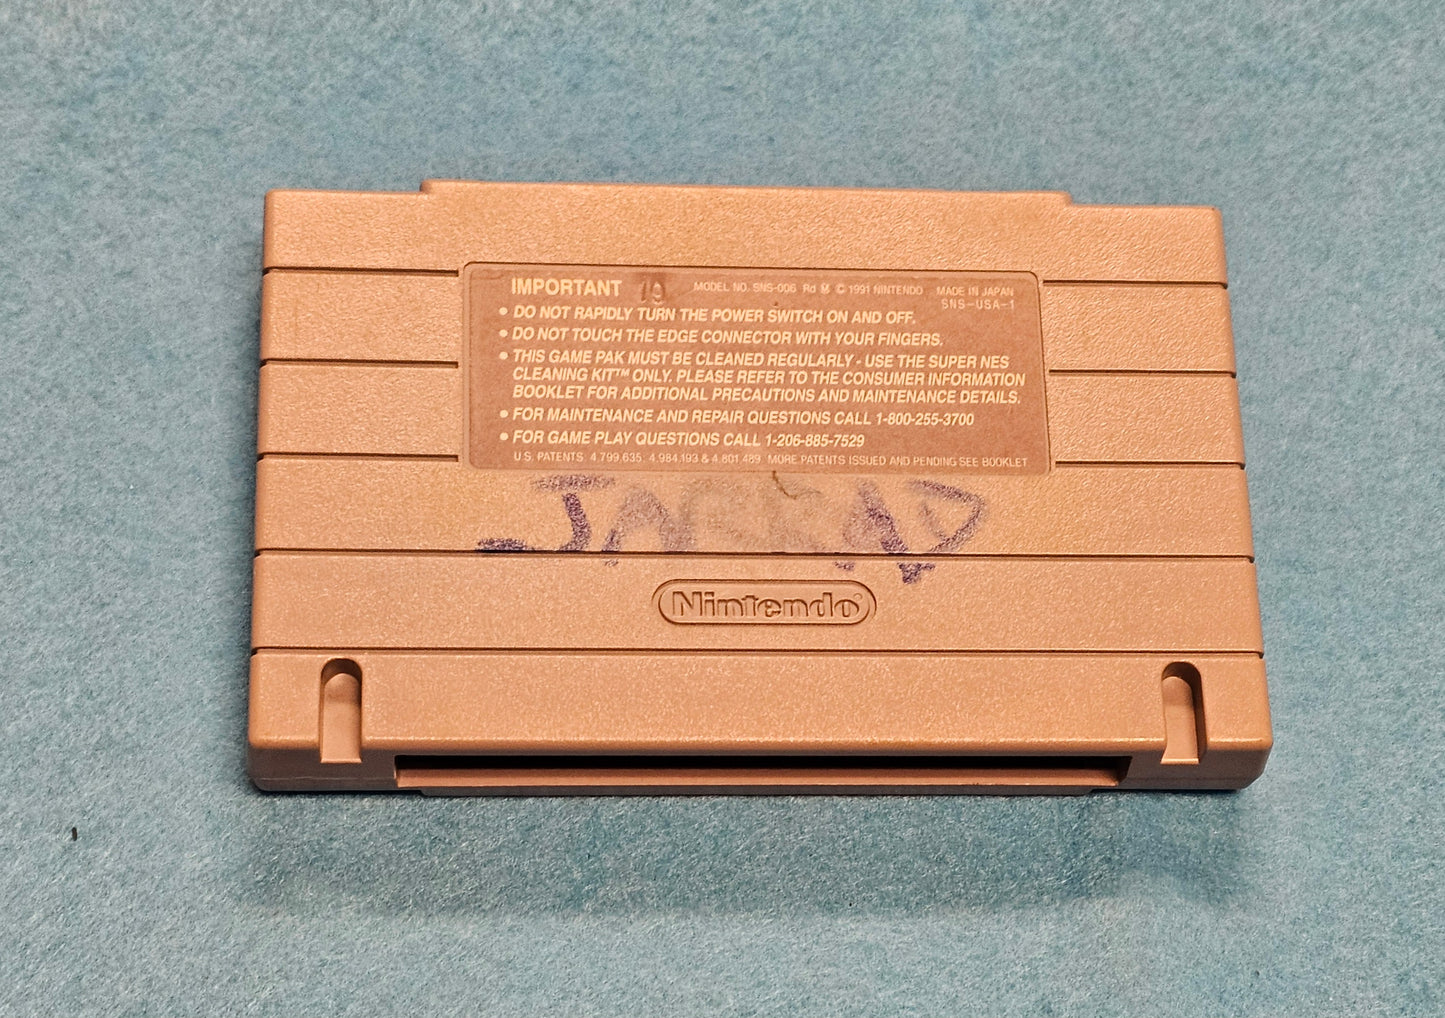 IMPORTANT 19 MODEL NO. SNS-006 Rd M © 1991 NINTENDO MADE IN JAPAN
SNS-USA-1
• DO NOT RAPIDLY TURN THE POWER SWITCH ON AND OFF.
• DO NOT TOUCH THE EDGE CONNECTOR WITH YOUR FINGERS.
• THIS GAME PAK MUST BE CLEANED REGULARLY - USE THE SUPER NES
CLEANING KIT™ ONLY. PLEASE REFER TO THE CONSUMER INFORMATION
BOOKLET FOR ADDITIONAL PRECAUTIONS AND MAINTENANCE DETAILS.
• FOR MAINTENANCE AND REPAIR QUESTIONS CALL 1-800-255-3700
• FOR GAME PLAY QUESTIONS CALL 1-206-885-7529
U.S. PATENTS 4,799,635 4,984,193 & 4,801,489 MORE PATENTS ISSUED AND PENDING SEE BOOKLET
Nintendo®